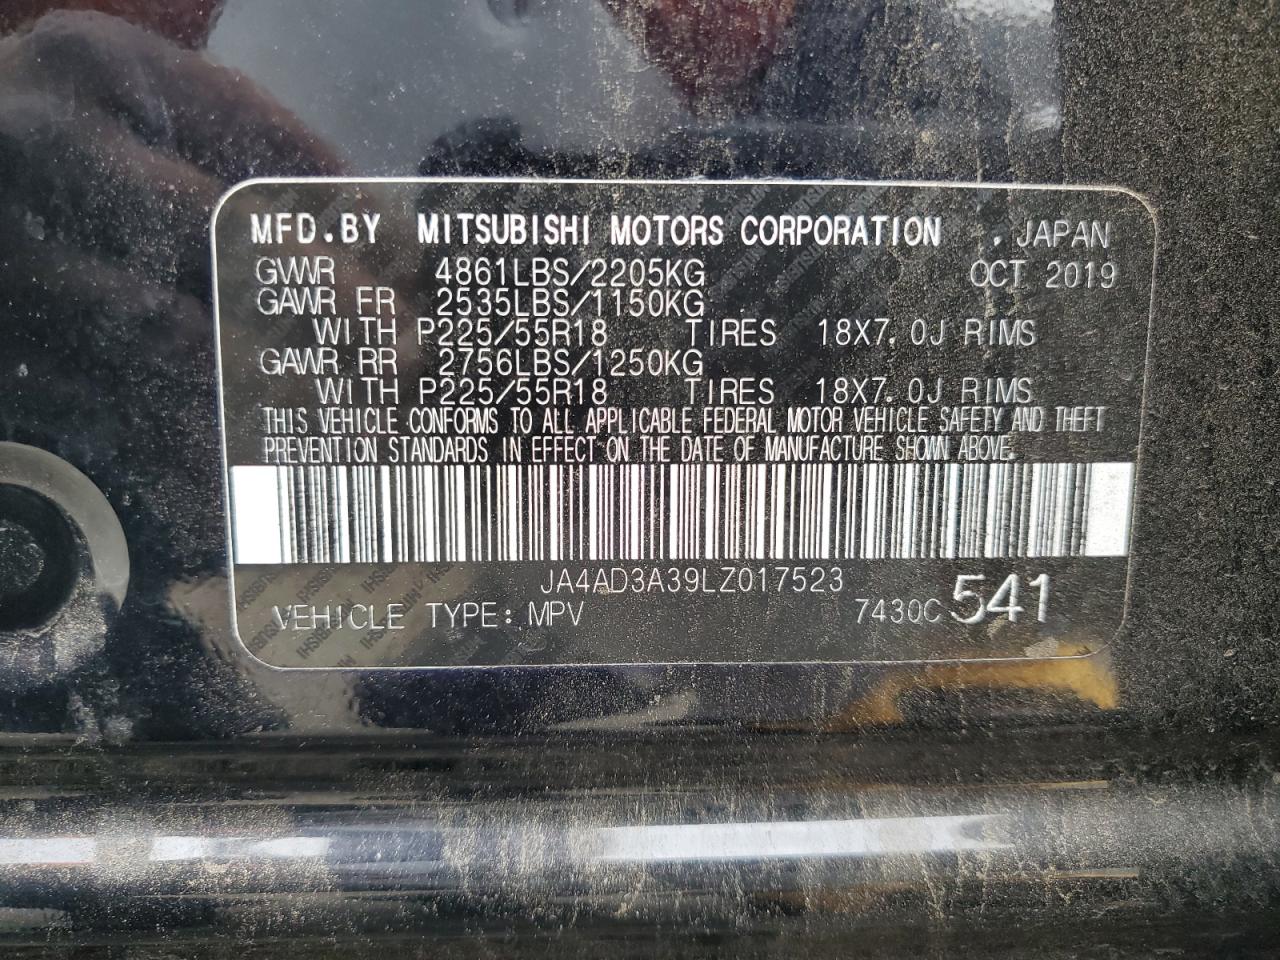 MFD.BY MITSUBISHI MOTORS CORPORATION . JAPAN
GVWR 4861LBS/2205KG OCT 2019
GAWR FR 2535LBS/1150KG
WITH P225/55R18 TIRES 18X7.0J RIMS
GAWR RR 2756LBS/1250KG
WITH P225/55R18 TIRES 18X7.0J RIMS
THIS VEHICLE CONFORMS TO ALL APPLICABLE FEDERAL MOTOR VEHICLE SAFETY AND THEFT
PREVENTION STANDARDS IN EFFECT ON THE DATE OF MANUFACTURE SHOWN ABOVE.
JA4AD3A39LZ017523
VEHICLE TYPE: MPV 7430C 541